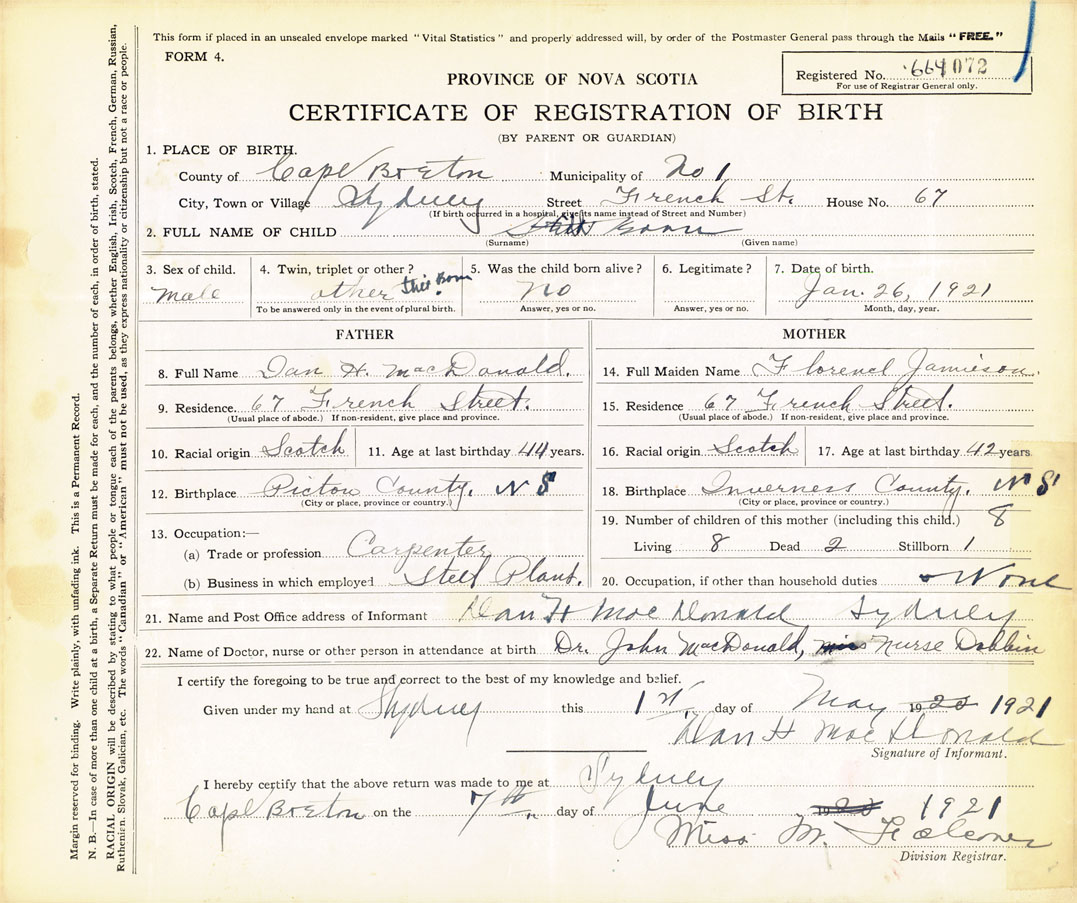 This form if placed in an unsealed envelope marked "Vital Statistics" and properly addressed will, by order of the Postmaster General pass through the Mails "FREE."
FORM 4.
Registered No. 664072
For use of Registrar General only.
PROVINCE OF NOVA SCOTIA
CERTIFICATE OF REGISTRATION OF BIRTH
(BY PARENT OR GUARDIAN)
1. PLACE OF BIRTH.
County of Cape Breton Municipality of No 1
City, Town or Village Sydney Street French St. House No. 67
(If birth occurred in a hospital, give its name instead of Street and Number)
2. FULL NAME OF CHILD Still Born
(Surname) (Given name)
3. Sex of child. 4. Twin, triplet or other? 5. Was the child born alive? 6. Legitimate? 7. Date of birth.
male other Still Born No Jan. 26, 1921
To be answered only in the event of plural birth. Answer, yes or no. Answer, yes or no. Month, day, year.
FATHER MOTHER
8. Full Name Dan H. MacDonald. 14. Full Maiden Name Florence Jamieson.
9. Residence. 67 French Street. 15. Residence 67 French Street.
(Usual place of abode.) If non-resident, give place and province. (Usual place of abode.) If non-resident, give place and province.
10. Racial origin Scotch 11. Age at last birthday 44 years. 16. Racial origin Scotch 17. Age at last birthday 42 years.
12. Birthplace Pictou County, N S 18. Birthplace Inverness County, N S
(City or place, province or country.) (City or place, province or country.)
19. Number of children of this mother (including this child.) 8
13. Occupation:—
Living 8 Dead 2 Stillborn 1
(a) Trade or profession Carpenter
(b) Business in which employed Steel Plant. 20. Occupation, if other than household duties None
21. Name and Post Office address of Informant Dan H MacDonald Sydney
22. Name of Doctor, nurse or other person in attendance at birth Dr. John MacDonald, Nurse Dobbin
I certify the foregoing to be true and correct to the best of my knowledge and belief.
Given under my hand at Sydney this 1st day of May 1921
Dan H MacDonald
Signature of Informant.
I hereby certify that the above return was made to me at Sydney
Cape Breton on the 7th day of June 1921
Miss M. Falconer
Division Registrar.
Margin reserved for binding. Write plainly, with unfading ink. This is a Permanent Record.
N. B.—In case of more than one child at a birth, a Separate Return must be made for each, and the number of each, in order of birth, stated.
RACIAL ORIGIN will be described by stating to what people or tongue each of the parents belongs, whether English, Irish, Scotch, French, German, Russian,
Ruthenian, Slovak, Galician, etc. The words "Canadian" or "American" must not be used, as they express nationality or citizenship but not a race or people.